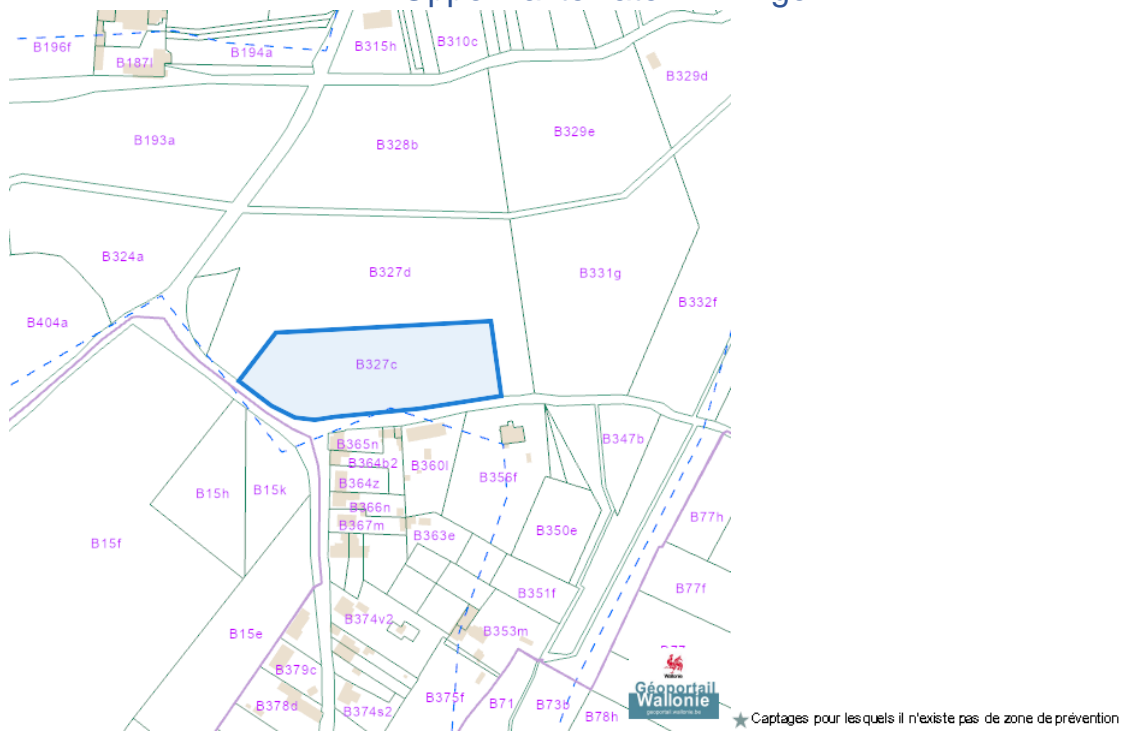 B196f
B187l
B194a
B315h
B310c
B329d
B193a
B328b
B329e
B324a
B327d
B331g
B332f
B404a
B327c
B365n
B364b2
B360l
B347b
B364z
B356f
B15h
B15k
B366n
B367m
B363e
B350e
B77h
B15f
B77f
B351f
B374v2
B353m
B15e
B379c
B375f
B378d
B374s2
B71
B73b
B78h
Wallonie
Géoportail
Wallonie
geoportail.wallonie.be
Captages pour lesquels il n'existe pas de zone de prévention